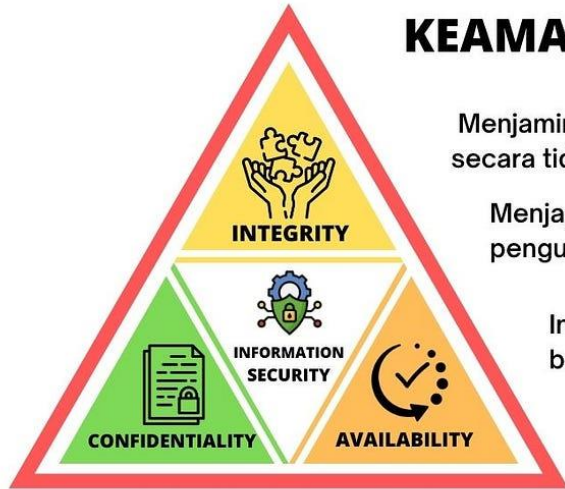 KEAMA
Menjamin
secara tid
Menja
pengu
In
b
INTEGRITY
INFORMATION
SECURITY
CONFIDENTIALITY
AVAILABILITY